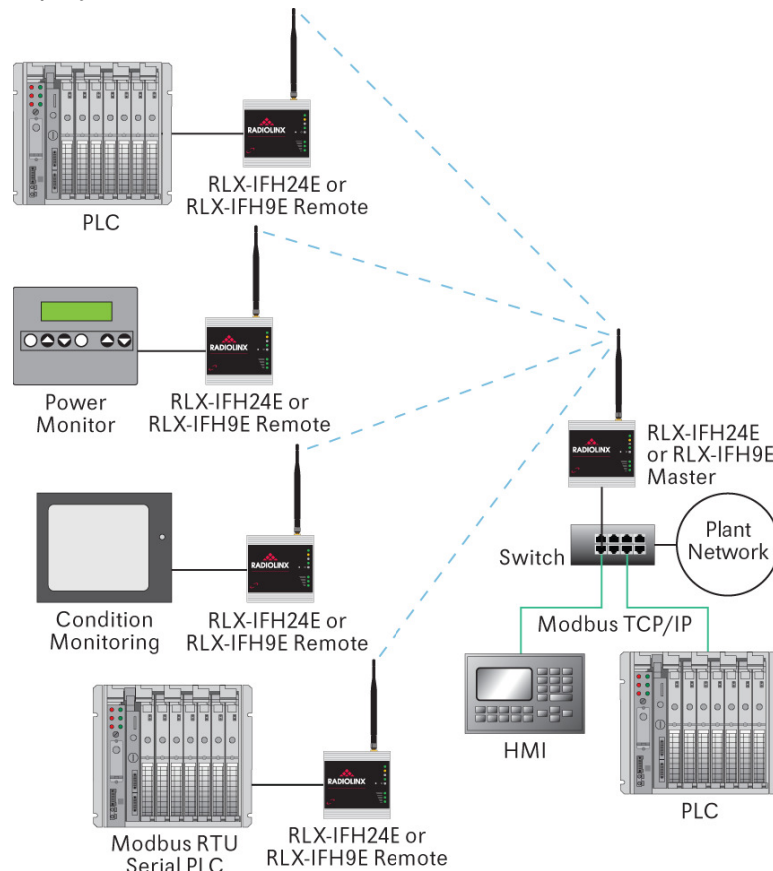 RADIOLINX
RLX-IFH24E or
RLX-IFH9E Remote
PLC
RADIOLINX
Power
Monitor
RLX-IFH24E or
RLX-IFH9E Remote
RADIOLINX
RLX-IFH24E
or RLX-IFH9E
Master
Switch
Plant
Network
RADIOLINX
Condition
Monitoring
RLX-IFH24E or
RLX-IFH9E Remote
Modbus TCP/IP
HMI
PLC
RADIOLINX
Modbus RTU
Serial PLC
RLX-IFH24E or
RLX-IFH9E Remote